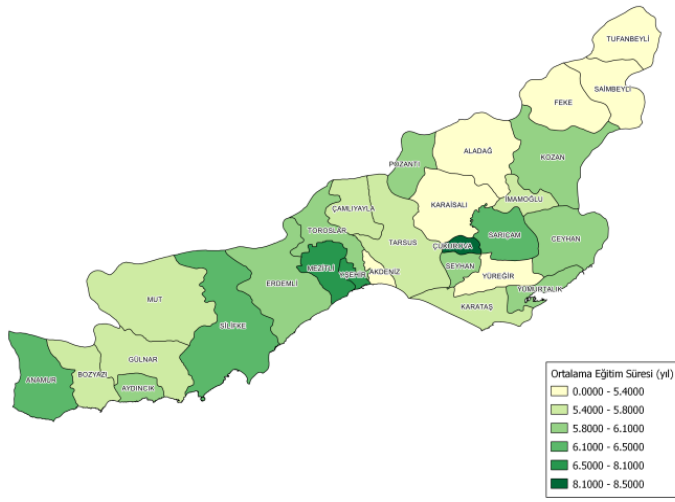 TUFANBEYLİ
SAİMBEYLİ
FEKE
ALADAĞ
KOZAN
POZANTI
KARAİSALI
İMAMOĞLU
ÇAMLIYAYLA
TOROSLAR
TARSUS
SARIÇAM
CEYHAN
ÇUKUROVA
MEZİTLİ
YŞEHİR
AKDENİZ
SEYHAN
YÜREĞİR
ERDEMLİ
YUMURTALIK
MUT
KARATAŞ
SİLİFKE
GÜLNAR
BOZYAZI
ANAMUR
AYDINCIK
Ortalama Eğitim Süresi (yıl)
0.0000 - 5.4000
5.4000 - 5.8000
5.8000 - 6.1000
6.1000 - 6.5000
6.5000 - 8.1000
8.1000 - 8.5000